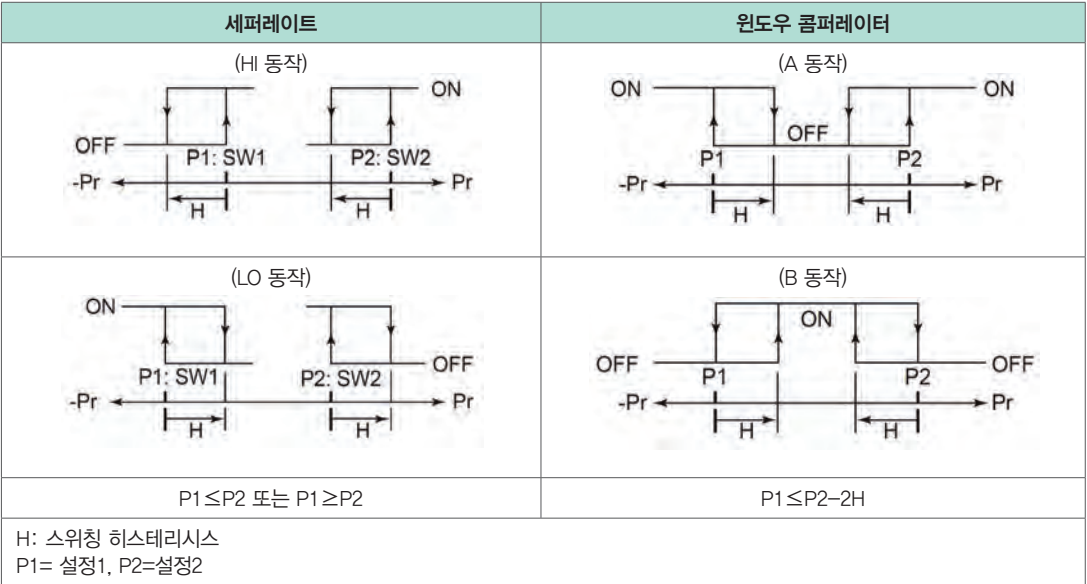 세퍼레이트
윈도우 콤퍼레이터
(HI 동작)
ON
OFF
P1: SW1
P2: SW2
-Pr
Pr
H
H
(A 동작)
ON
ON
OFF
P1
P2
-Pr
Pr
H
H
(LO 동작)
ON
OFF
P1: SW1
P2: SW2
-Pr
Pr
H
H
(B 동작)
ON
OFF
OFF
P1
P2
-Pr
Pr
H
H
P1≤P2 또는 P1≥P2
P1≤P2-2H
H: 스위칭 히스테리시스
P1= 설정1, P2=설정2